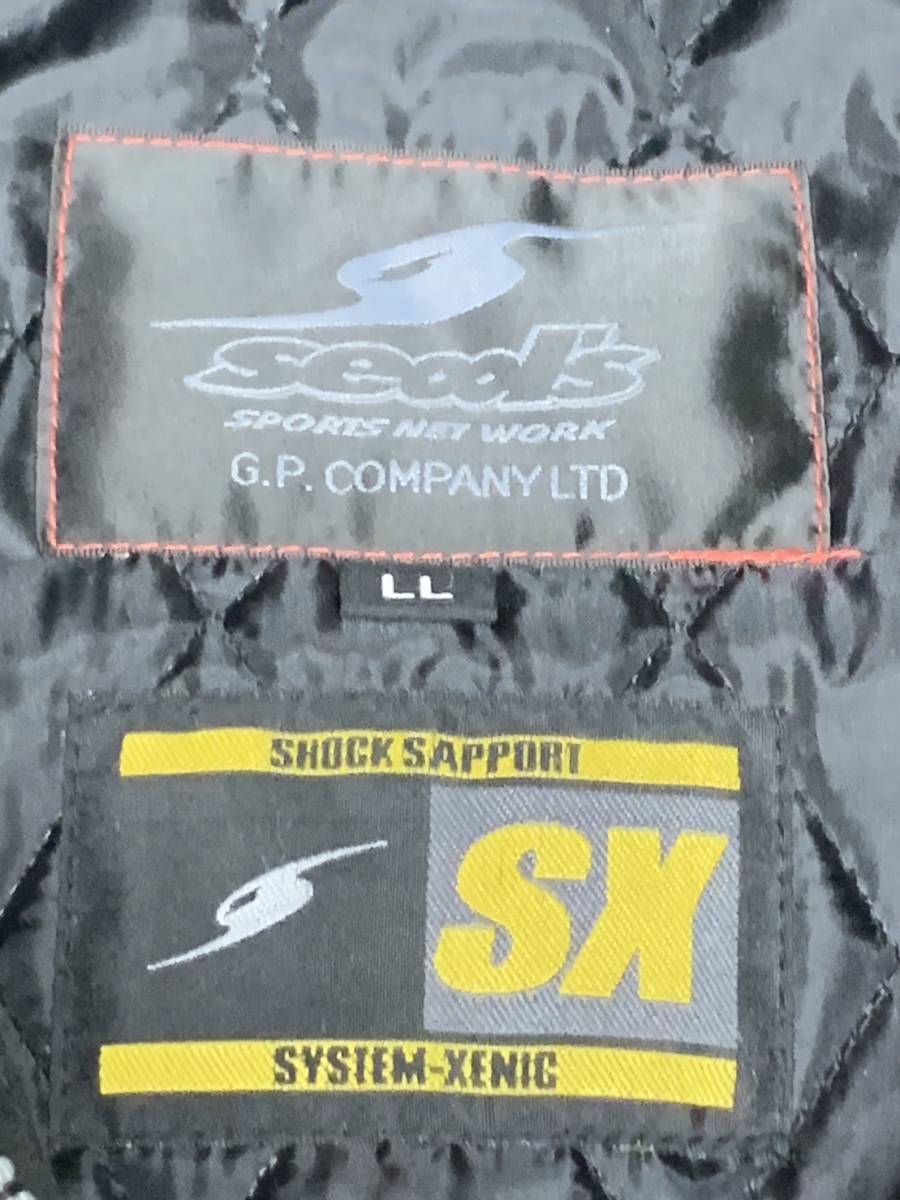 seed's
SPORTS NET WORK
G.P. COMPANY LTD
LL
SHOCK SAPPORT
SX
SYSTEM-XENIC